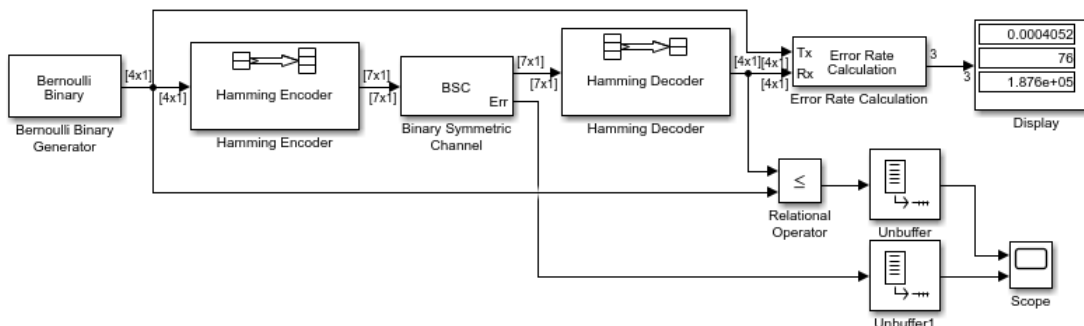 Bernoulli
Binary
Bernoulli Binary
Generator
[4x1]
[4x1]
Hamming Encoder
Hamming Encoder
[7x1]
[7x1]
BSC
Err
Binary Symmetric
Channel
[7x1]
[7x1]
Hamming Decoder
Hamming Decoder
[4x1]
[4x1]
[4x1]
Tx
Rx
Error Rate
Calculation
Error Rate Calculation
3
3
0.0004052
76
1.876e+05
Display
≤
Relational
Operator
Unbuffer
Unbuffer1
Scope